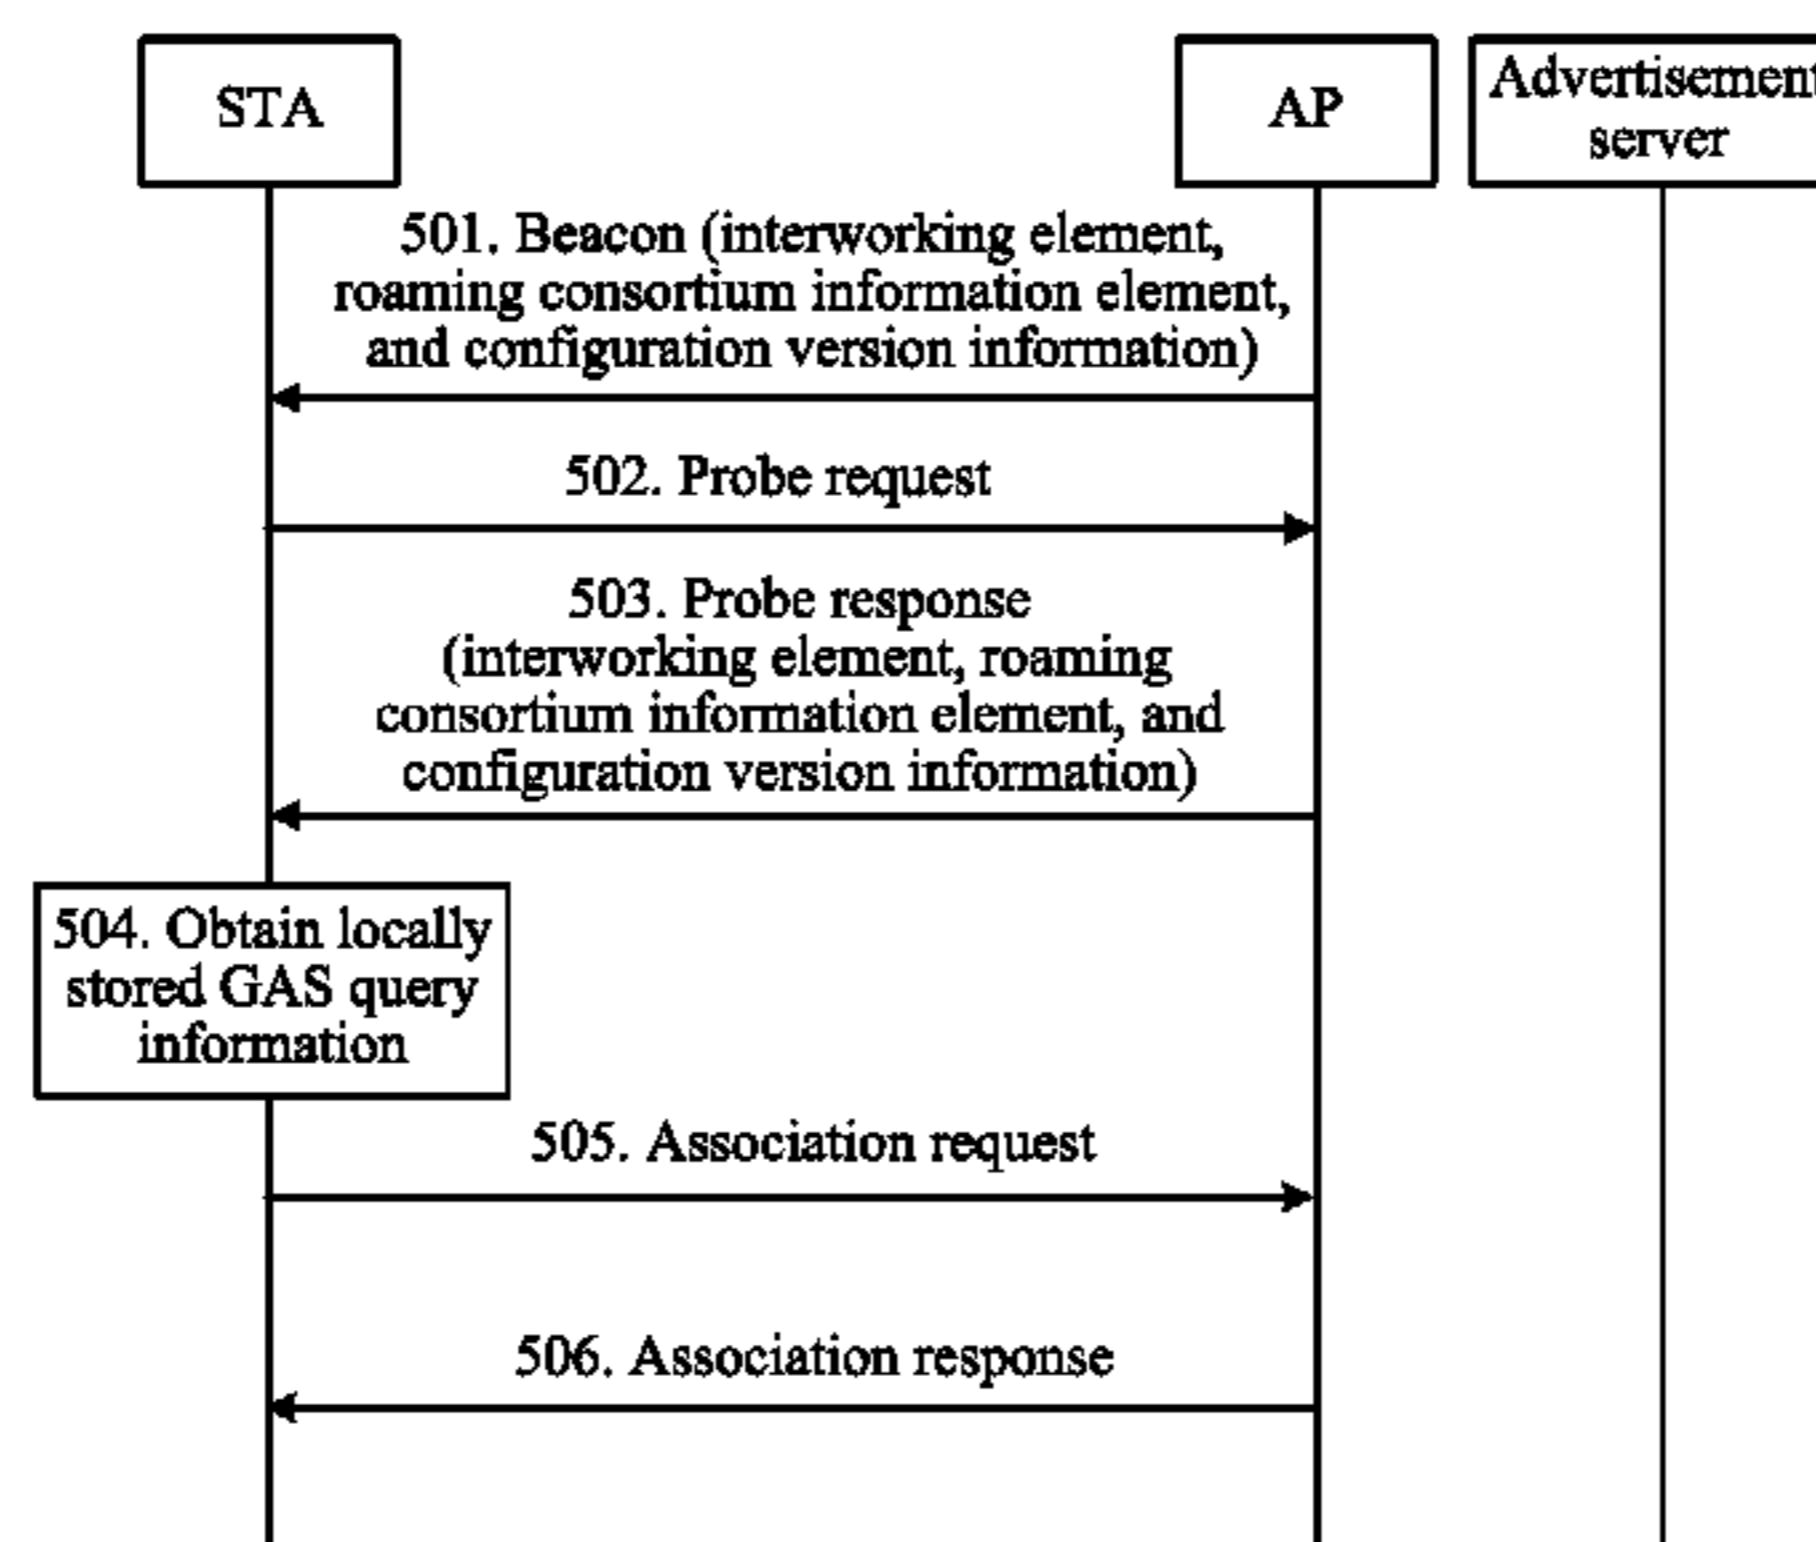 STA
AP
Advertisement
server
501. Beacon (interworking element,
roaming consortium information element,
and configuration version information)
502. Probe request
503. Probe response
(interworking element, roaming
consortium information element, and
configuration version information)
504. Obtain locally
stored GAS query
information
505. Association request
506. Association response